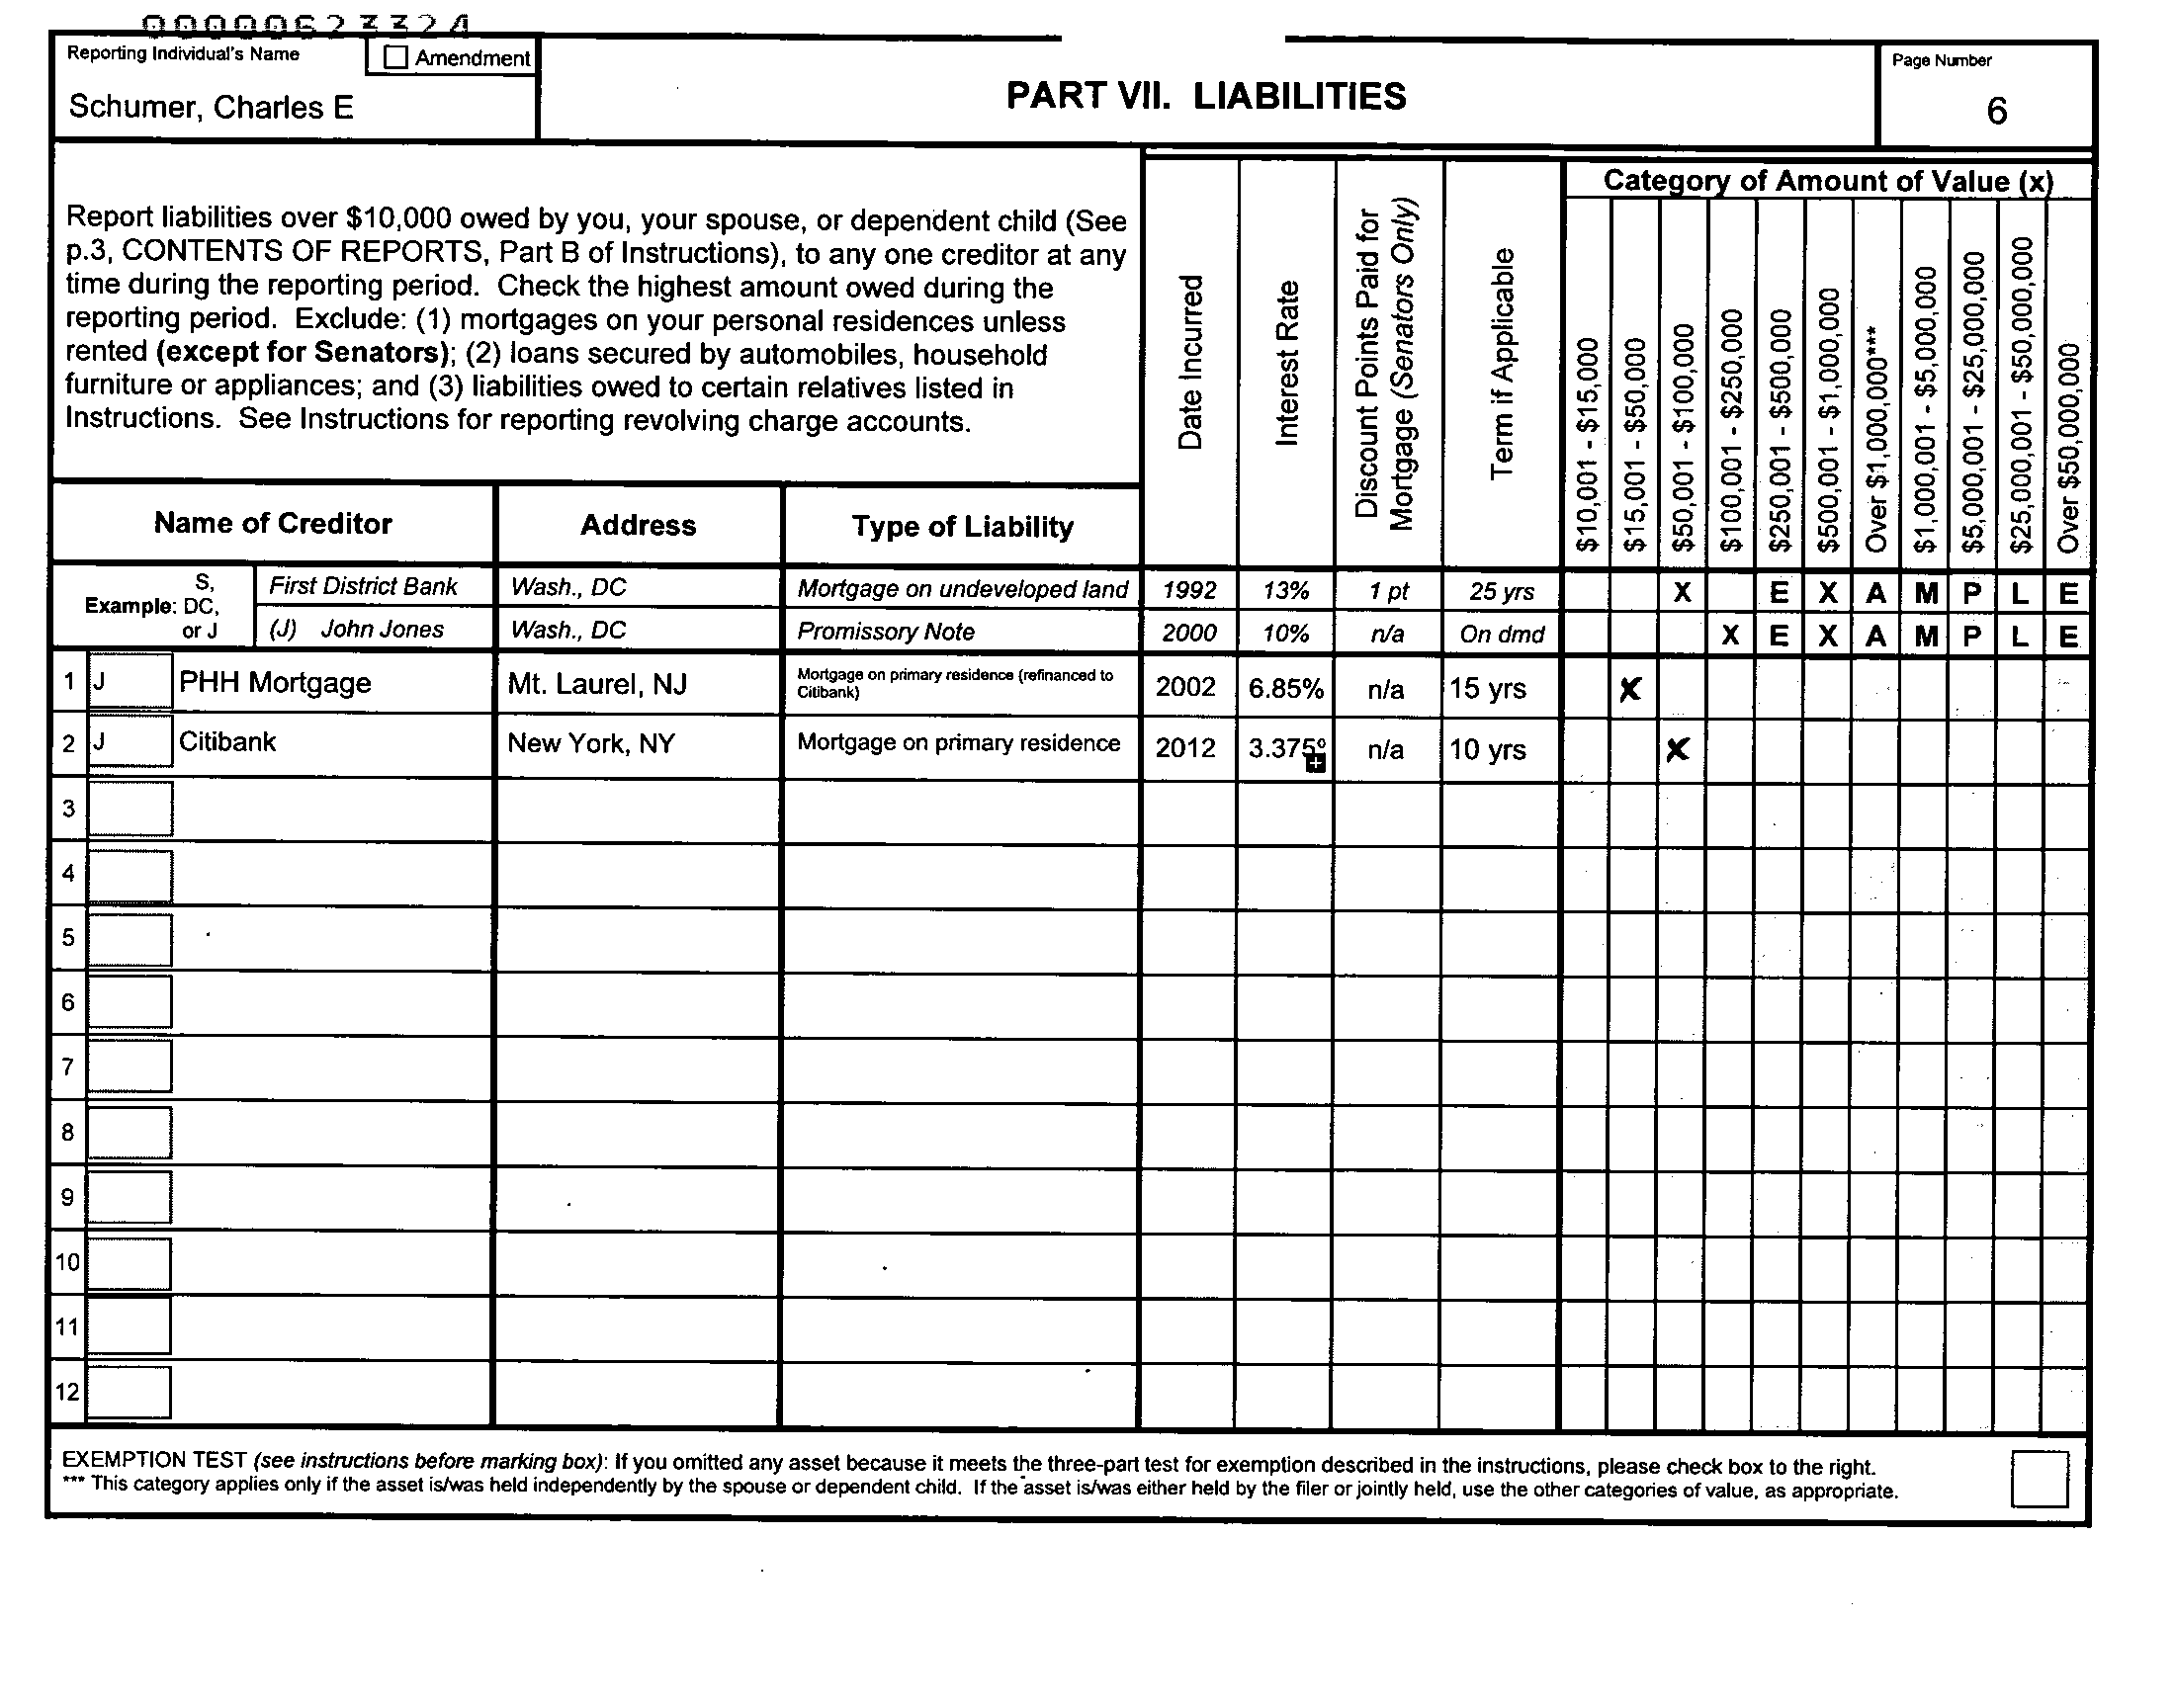 00000623324
Reporting Individual's Name
Amendment
Schumer, Charles E
PART VII. LIABILITIES
Page Number
6
Report liabilities over $10,000 owed by you, your spouse, or dependent child (See
p.3, CONTENTS OF REPORTS, Part B of Instructions), to any one creditor at any
time during the reporting period. Check the highest amount owed during the
reporting period. Exclude: (1) mortgages on your personal residences unless
rented (except for Senators); (2) loans secured by automobiles, household
furniture or appliances; and (3) liabilities owed to certain relatives listed in
Instructions. See Instructions for reporting revolving charge accounts.
Date Incurred
Interest Rate
Discount Points Paid for
Mortgage (Senators Only)
Term if Applicable
Category of Amount of Value (x)
$10,001 - $15,000
$15,001 - $50,000
$50,001 - $100,000
$100,001 - $250,000
$250,001 - $500,000
$500,001 - $1,000,000
Over $1,000,000***
$1,000,001 - $5,000,000
$5,000,001 - $25,000,000
$25,000,001 - $50,000,000
Over $50,000,000
Name of Creditor Address Type of Liability
Example: S, DC, or J
First District Bank Wash., DC Mortgage on undeveloped land 1992 13% 1 pt 25 yrs X E X A M P L E
(J) John Jones Wash., DC Promissory Note 2000 10% n/a On dmd X E X A M P L E
1 J PHH Mortgage Mt. Laurel, NJ Mortgage on primary residence (refinanced to Citibank) 2002 6.85% n/a 15 yrs X
2 J Citibank New York, NY Mortgage on primary residence 2012 3.375 n/a 10 yrs X
3
4
5
6
7
8
9
10
11
12
EXEMPTION TEST (see instructions before marking box): If you omitted any asset because it meets the three-part test for exemption described in the instructions, please check box to the right.
*** This category applies only if the asset is/was held independently by the spouse or dependent child. If the asset is/was either held by the filer or jointly held, use the other categories of value, as appropriate.